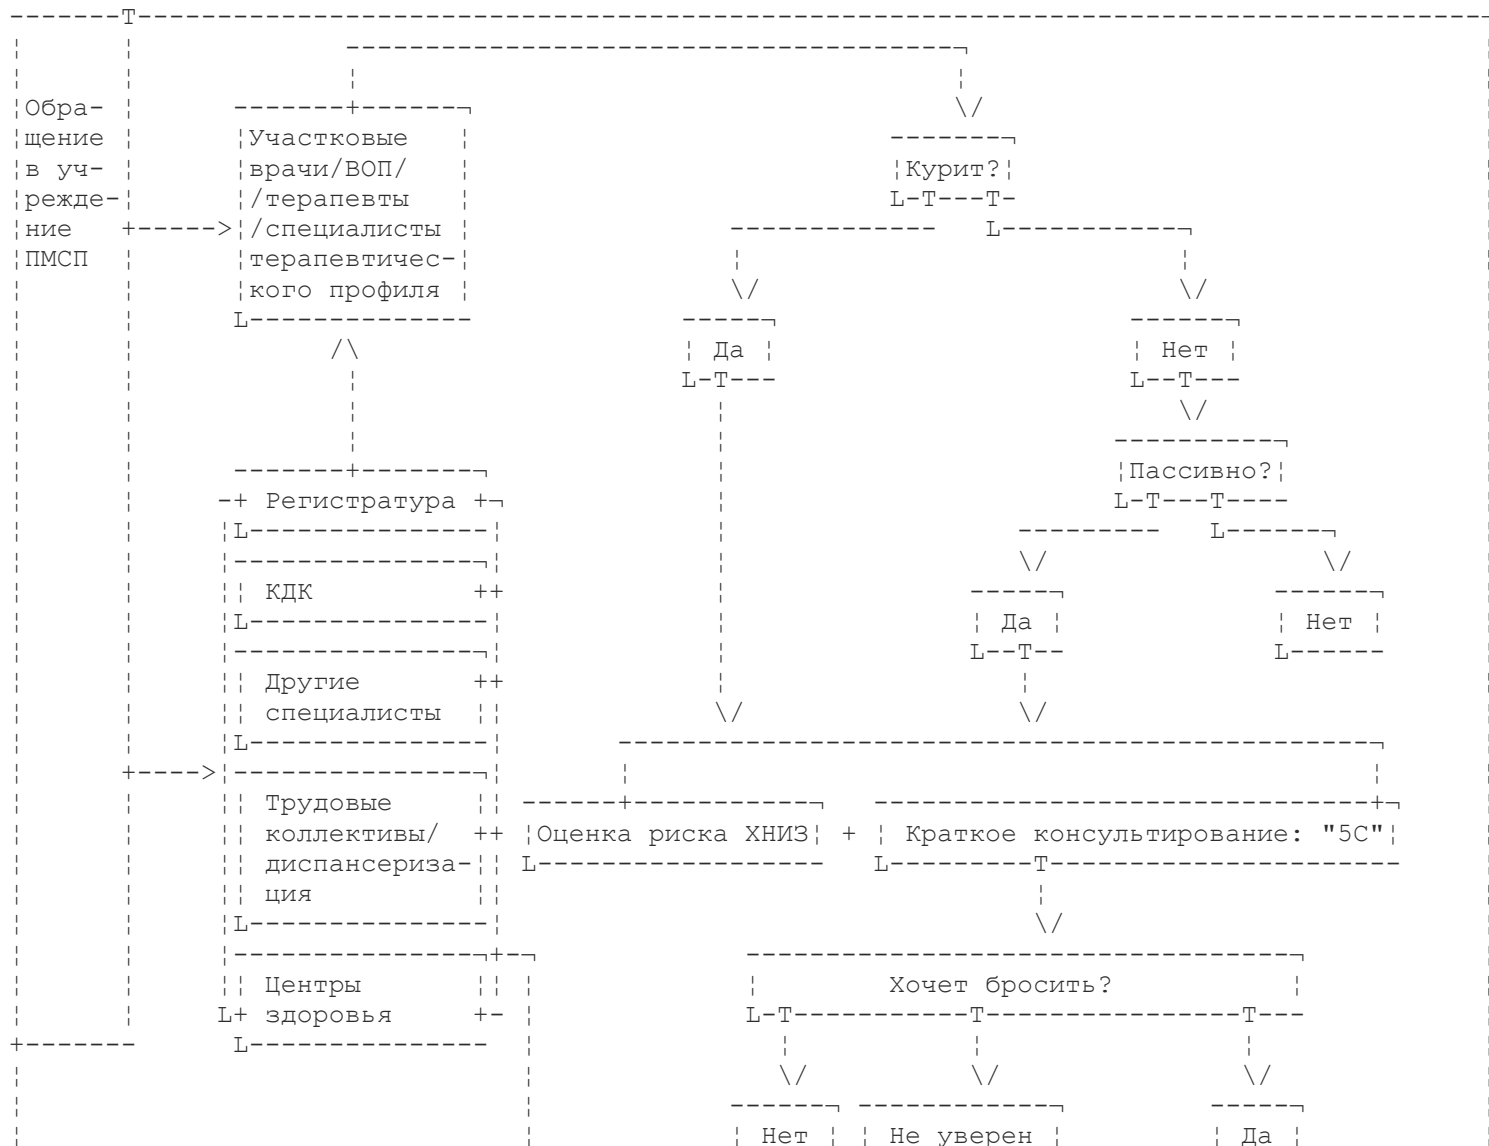 Обра-
щение
в уч-
режде-
ние
ПМСП
Участковые
врачи/ВОП/
/терапевты
/специалисты
терапевтичес-
кого профиля
Курит?
Да
Нет
Пассивно?
Да
Нет
Регистратура
КДК
Другие
специалисты
Трудовые
коллективы/
диспансериза-
ция
Центры
здоровья
Оценка риска ХНИЗ + Краткое консультирование: "5С"
Хочет бросить?
Нет
Не уверен
Да